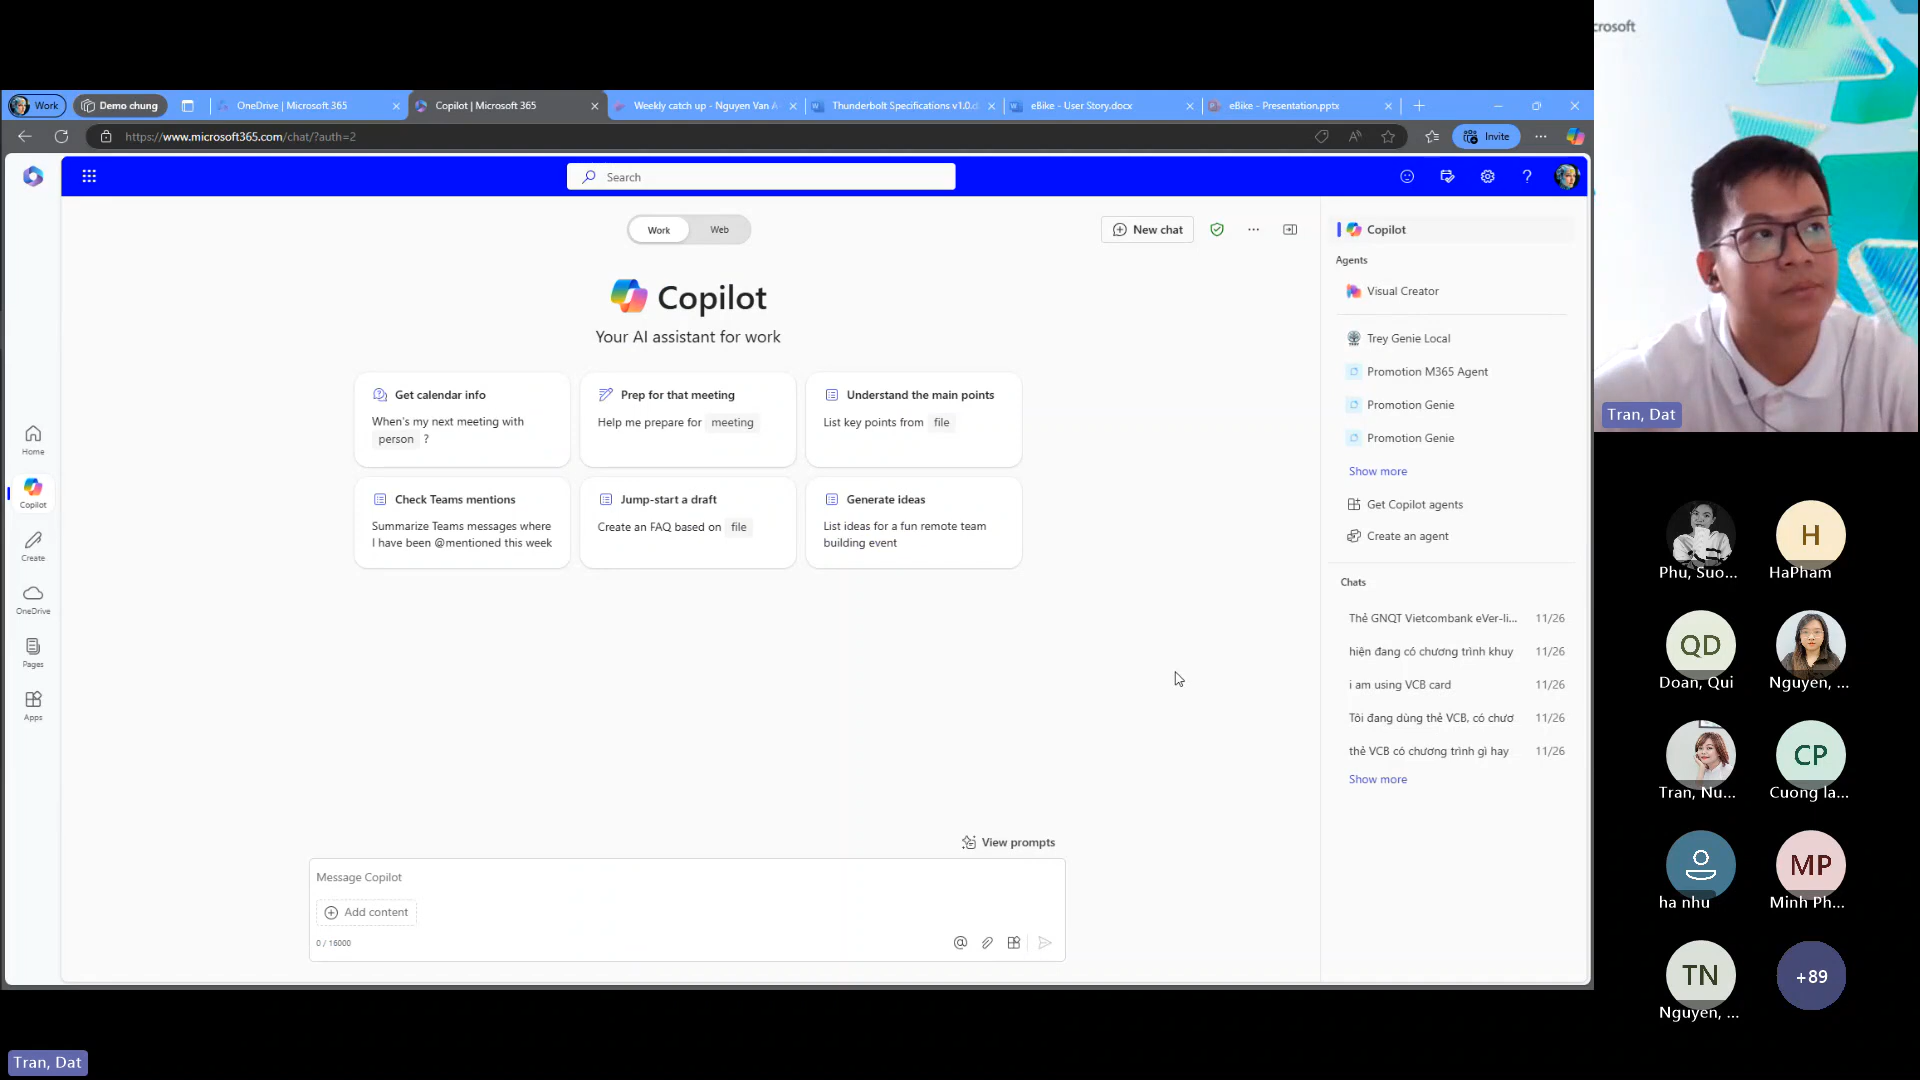 crosoft
Work
Demo chung
OneDrive | Microsoft 365
Copilot | Microsoft 365
Weekly catch up - Nguyen Van A
Thunderbolt Specifications v1.0.d
eBike - User Story.docx
eBike - Presentation.pptx
https://www.microsoft365.com/chat/?auth=2
Invite
Search
Work
Web
New chat
Copilot
Your AI assistant for work
Get calendar info
When's my next meeting with
person ?
Prep for that meeting
Help me prepare for meeting
Understand the main points
List key points from file
Check Teams mentions
Summarize Teams messages where
I have been @mentioned this week
Jump-start a draft
Create an FAQ based on file
Generate ideas
List ideas for a fun remote team
building event
View prompts
Message Copilot
Add content
0 / 16000
Home
Copilot
Create
OneDrive
Pages
Apps
Copilot
Agents
Visual Creator
Trey Genie Local
Promotion M365 Agent
Promotion Genie
Promotion Genie
Show more
Get Copilot agents
Create an agent
Chats
Thẻ GNQT Vietcombank eVer-li... 11/26
hiện đang có chương trình khuy 11/26
i am using VCB card 11/26
Tôi đang dùng thẻ VCB, có chươ 11/26
thẻ VCB có chương trình gì hay 11/26
Show more
Tran, Dat
Phu, Suo...
H
HaPham
QD
Doan, Qui
Nguyen, ...
Tran, Nu...
CP
Cuong la...
ha nhu
MP
Minh Ph...
TN
Nguyen, ...
+89
Tran, Dat